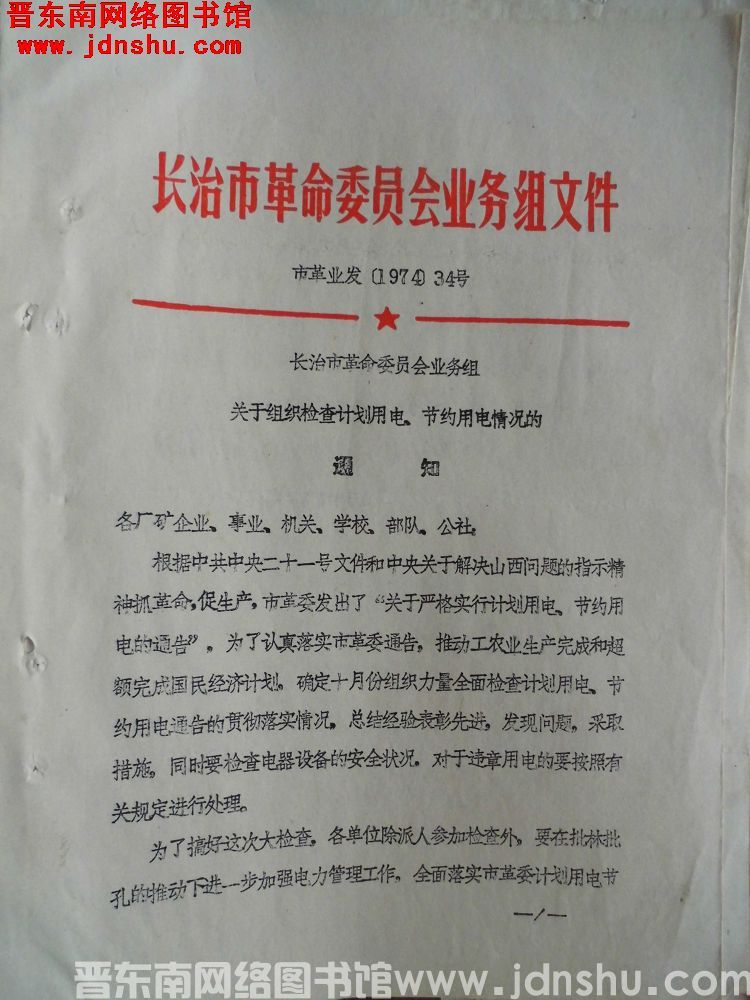 晋东南网络图书馆
www.jdnshu.com
长治市革命委员会业务组文件
市革业发（1974）34号
长治市革命委员会业务组
关于组织检查计划用电、节约用电情况的
通 知
各厂矿企业、事业、机关、学校、部队、公社：
根据中共中央二十一号文件和中央关于解决山西问题的指示精
神抓革命，促生产，市革委发出了“关于严格实行计划用电、节约用
电的通告”。为了认真落实市革委通告，推动工农业生产完成和超
额完成国民经济计划，确定十月份组织力量全面检查计划用电、节
约用电通告的贯彻落实情况，总结经验表彰先进，发现问题，采取
措施，同时要检查电器设备的安全状况，对于违章用电的要按照有
关规定进行处理。
为了搞好这次大检查，各单位除派人参加检查外，要在批林批
孔的推动下进一步加强电力管理工作，全面落实市革委计划用电节
—1—
晋东南网络图书馆www.jdnshu.com